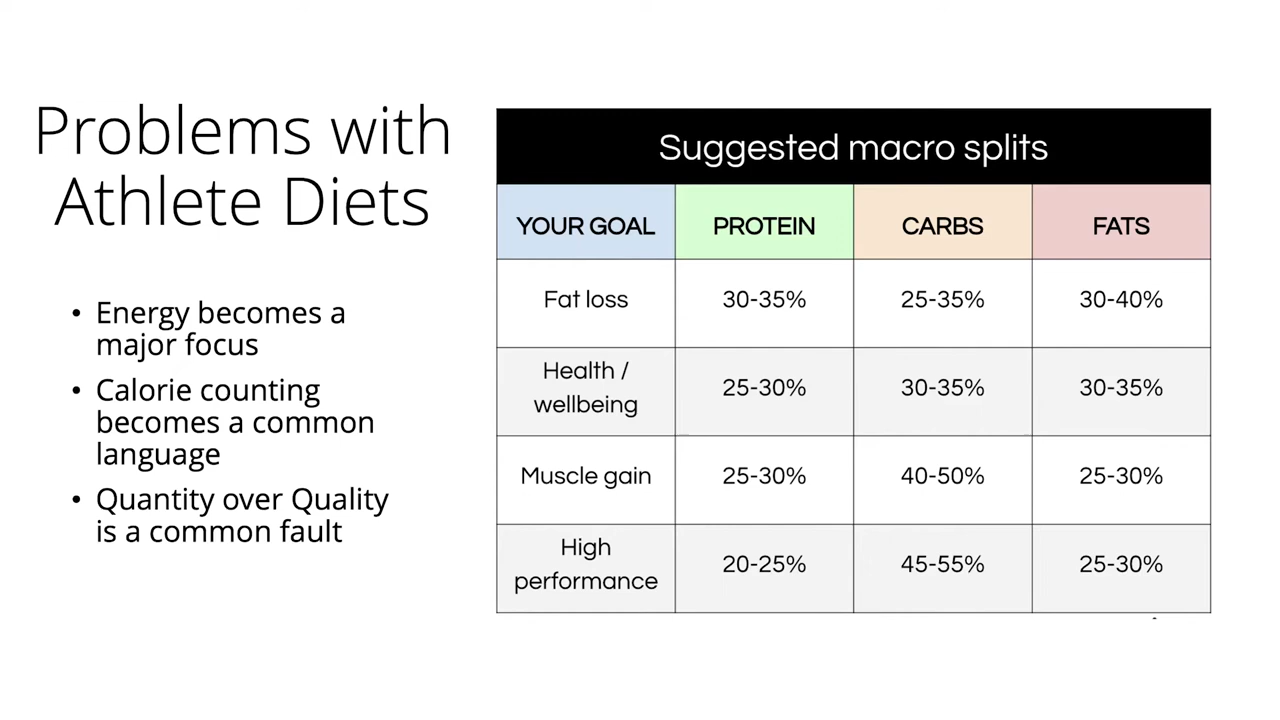 Problems with
Athlete Diets
• Energy becomes a
major focus
• Calorie counting
becomes a common
language
• Quantity over Quality
is a common fault
Suggested macro splits
YOUR GOAL PROTEIN CARBS FATS
Fat loss 30-35% 25-35% 30-40%
Health /
wellbeing 25-30% 30-35% 30-35%
Muscle gain 25-30% 40-50% 25-30%
High
performance 20-25% 45-55% 25-30%